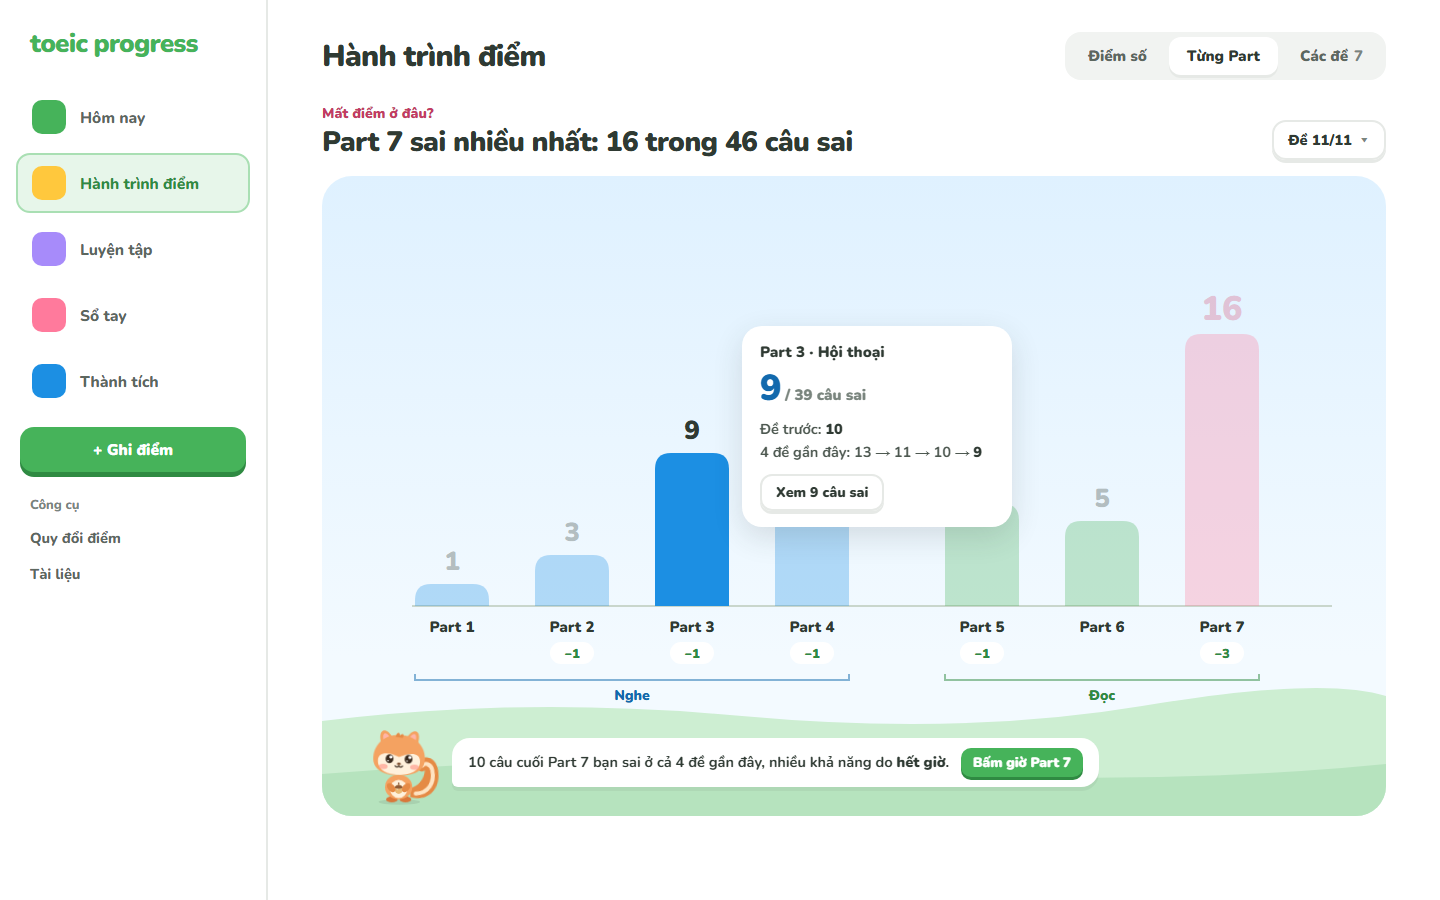 toeic progress
Hôm nay
Hành trình điểm
Luyện tập
Sổ tay
Thành tích
+ Ghi điểm
Công cụ
Quy đổi điểm
Tài liệu
Hành trình điểm
Điểm số
Từng Part
Các đề 7
Mất điểm ở đâu?
Part 7 sai nhiều nhất: 16 trong 46 câu sai
Đề 11/11
16
Part 3 · Hội thoại
9 / 39 câu sai
Đề trước: 10
4 đề gần đây: 13 → 11 → 10 → 9
Xem 9 câu sai
9
5
3
1
Part 1
Part 2
Part 3
Part 4
Part 5
Part 6
Part 7
−1
−1
−1
−1
−3
Nghe
Đọc
10 câu cuối Part 7 bạn sai ở cả 4 đề gần đây, nhiều khả năng do hết giờ.
Bấm giờ Part 7